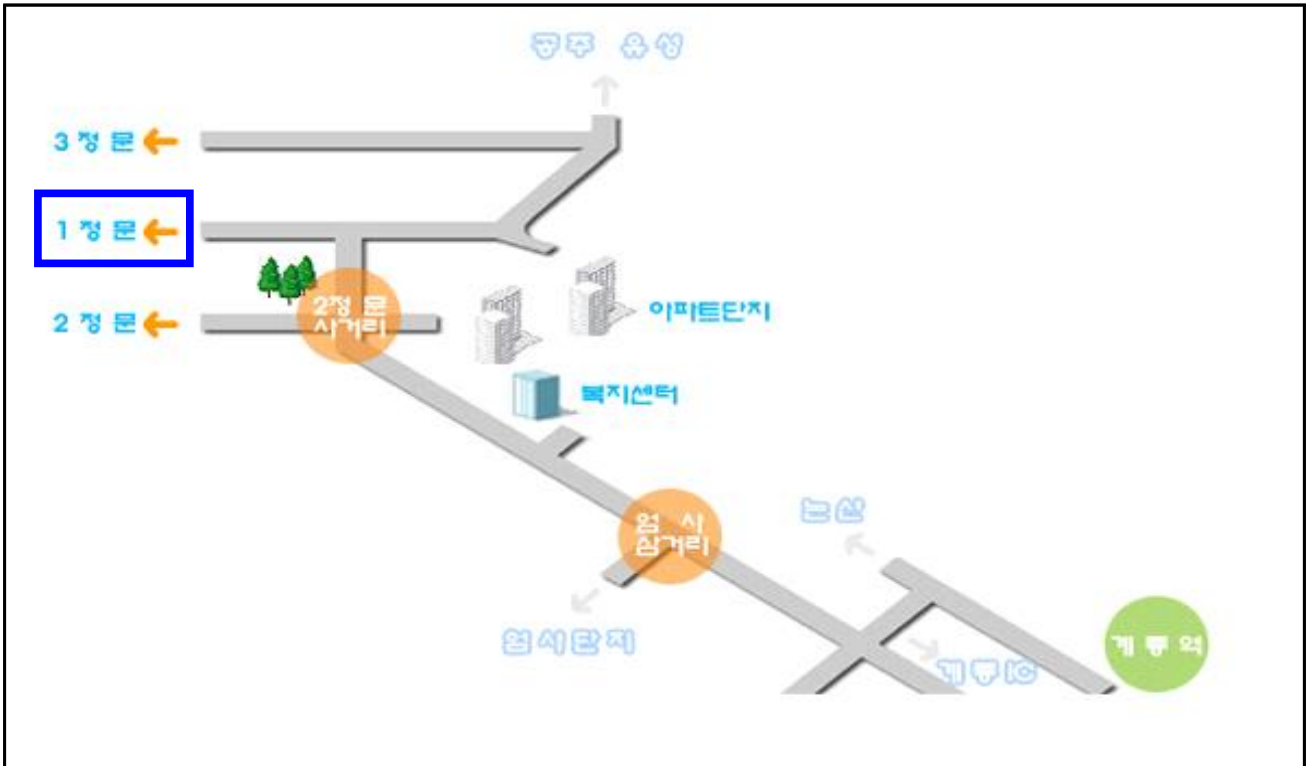 공주 유성
3정문
1정문
2정문
2정문
사거리
아파트단지
복지센터
엄 사
삼거리
논산
엄사단지
계룡IC
계룡역